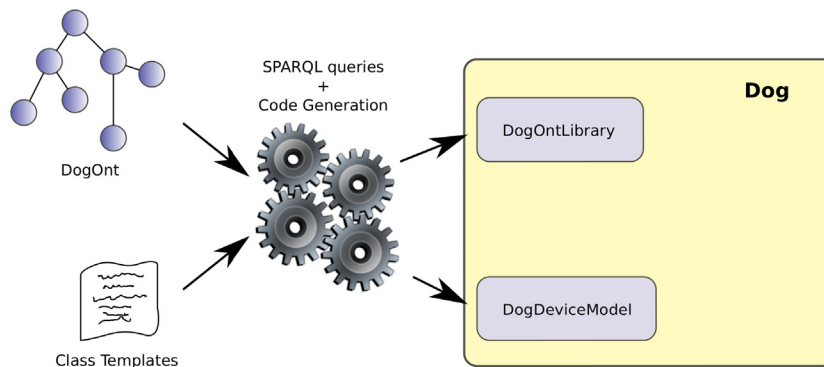 SPARQL queries
+
Code Generation
DogOnt
Class Templates
Dog
DogOntLibrary
DogDeviceModel